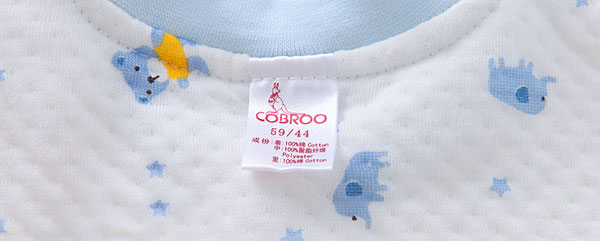 COBROO
59/44
成份: 表:100%棉 Cotton
中:100%聚酯纤维
Polyester
里:100%棉 Cotton